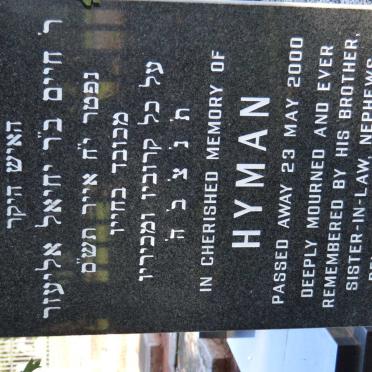 האיש היקר
ר' חיים ב"ר יחיאל אליעזר
נפטר י"ח אייר תש"ס
מכובד בחייו
על כל קרוביו ומכיריו
ת נ צ ב ה
IN CHERISHED MEMORY OF
HYMAN
PASSED AWAY 23 MAY 2000
DEEPLY MOURNED AND EVER
REMEMBERED BY HIS BROTHER,
SISTER-IN-LAW, NEPHEWS